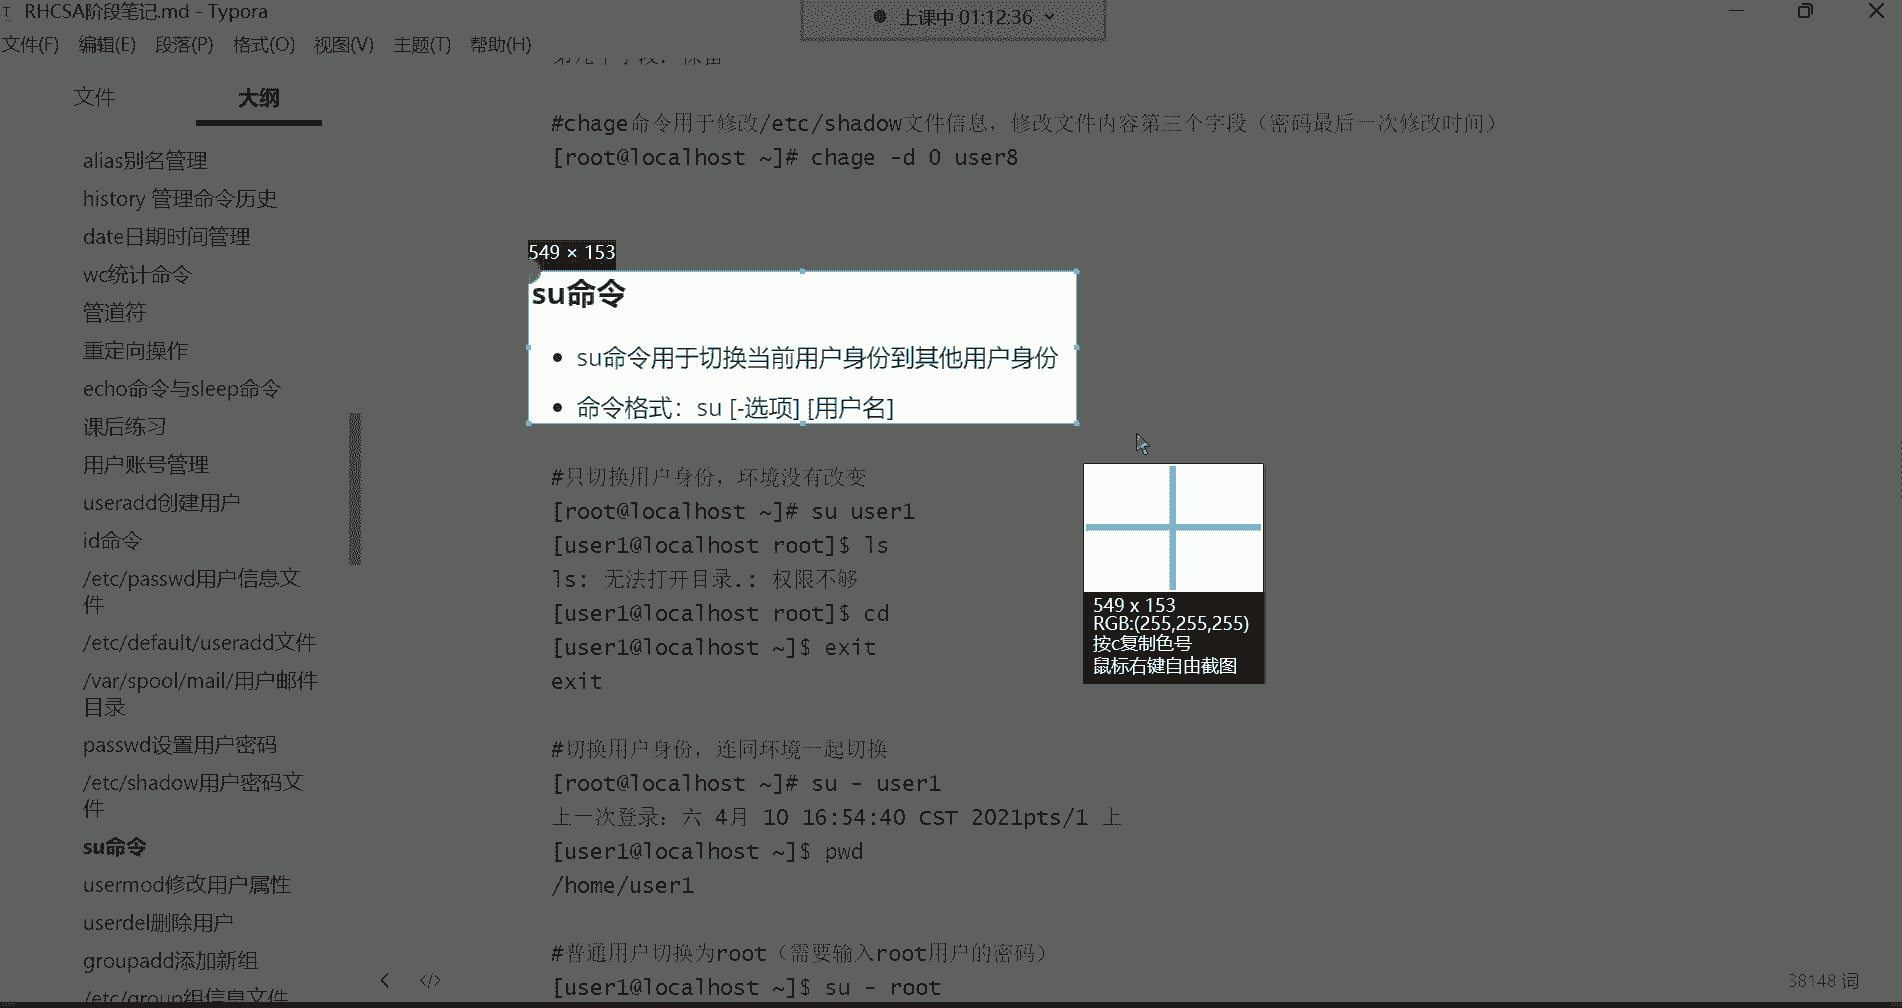 RHCSA阶段笔记.md - Typora
上课中 01:12:36
文件(F) 编辑(E) 段落(P) 格式(O) 视图(V) 主题(T) 帮助(H)
文件 大纲
alias别名管理
history 管理命令历史
date日期时间管理
wc统计命令
管道符
重定向操作
echo命令与sleep命令
课后练习
用户账号管理
useradd创建用户
id命令
/etc/passwd用户信息文
件
/etc/default/useradd文件
/var/spool/mail/用户邮件
目录
passwd设置用户密码
/etc/shadow用户密码文
件
su命令
usermod修改用户属性
userdel删除用户
groupadd添加新组
/etc/group组信息文件
#chage命令用于修改/etc/shadow文件信息，修改文件内容第三个字段（密码最后一次修改时间）
[root@localhost ~]# chage -d 0 user8
549 × 153
su命令
su命令用于切换当前用户身份到其他用户身份
命令格式：su [-选项] [用户名]
#只切换用户身份，环境没有改变
[root@localhost ~]# su user1
[user1@localhost root]$ ls
ls: 无法打开目录.: 权限不够
[user1@localhost root]$ cd
[user1@localhost ~]$ exit
exit
#切换用户身份，连同环境一起切换
[root@localhost ~]# su - user1
上一次登录：六 4月 10 16:54:40 CST 2021pts/1 上
[user1@localhost ~]$ pwd
/home/user1
#普通用户切换为root（需要输入root用户的密码）
[user1@localhost ~]$ su - root
549 x 153
RGB:(255,255,255)
按c复制色号
鼠标右键自由截图
</>
38148 词